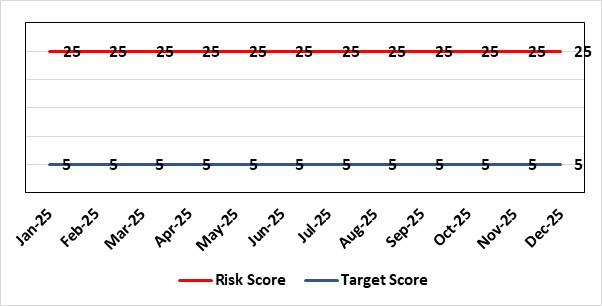 25 25 25 25 25 25 25 25 25 25 25 25
5 5 5 5 5 5 5 5 5 5 5 5
Jan-25 Feb-25 Mar-25 Apr-25 May-25 Jun-25 Jul-25 Aug-25 Sep-25 Oct-25 Nov-25 Dec-25
Risk Score Target Score